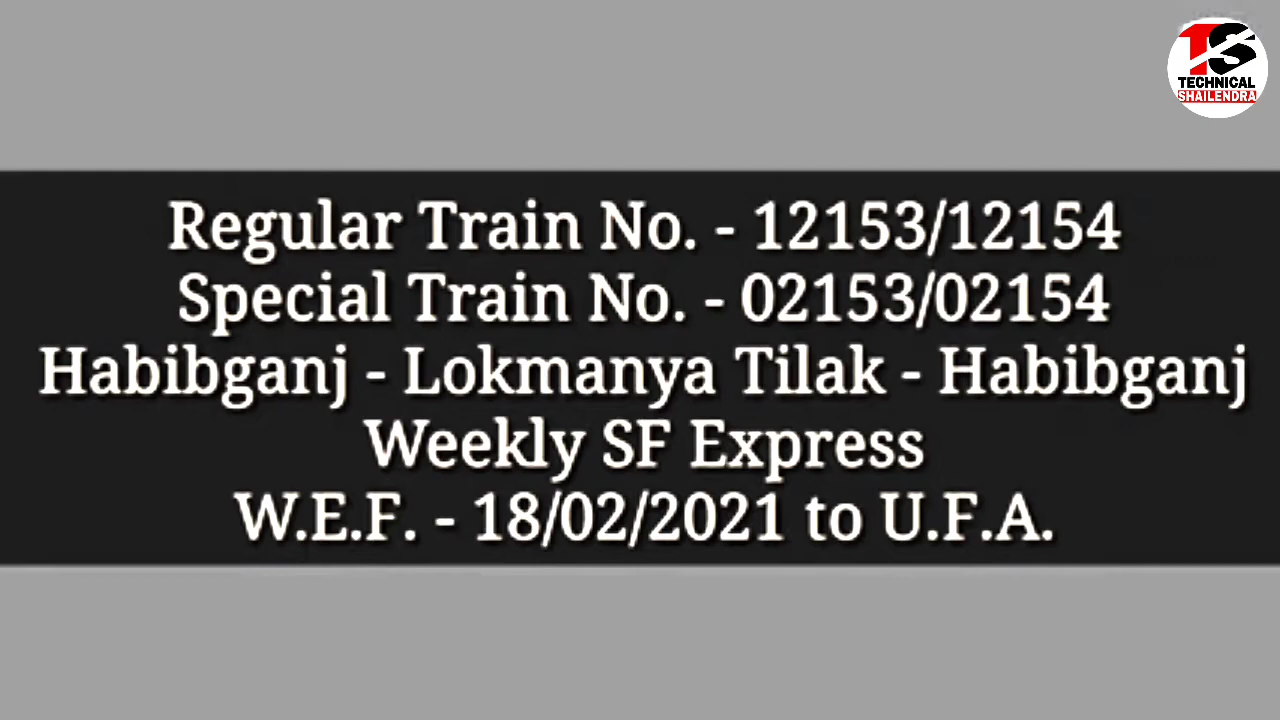 TS
TECHNICAL
SHAILENDRA
Regular Train No. - 12153/12154
Special Train No. - 02153/02154
Habibganj - Lokmanya Tilak - Habibganj
Weekly SF Express
W.E.F. - 18/02/2021 to U.F.A.